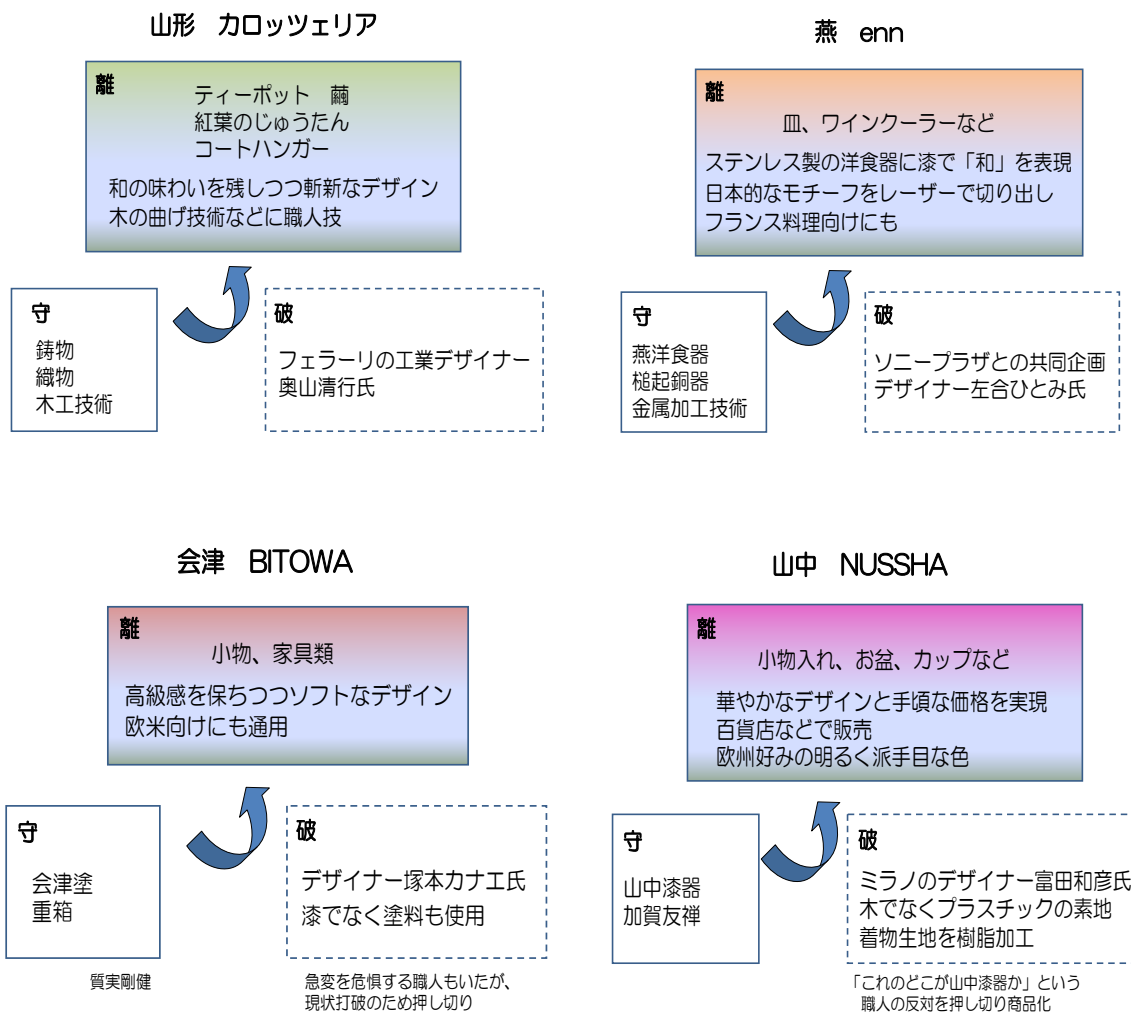 山形　カロッツェリア
離
ティーポット　繭
紅葉のじゅうたん
コートハンガー
和の味わいを残しつつ斬新なデザイン
木の曲げ技術などに職人技
守
鋳物
織物
木工技術
破
フェラーリの工業デザイナー
奥山清行氏
燕　enn
離
皿、ワインクーラーなど
ステンレス製の洋食器に漆で「和」を表現
日本的なモチーフをレーザーで切り出し
フランス料理向けにも
守
燕洋食器
槌起銅器
金属加工技術
破
ソニープラザとの共同企画
デザイナー左合ひとみ氏
会津　BITOWA
離
小物、家具類
高級感を保ちつつソフトなデザイン
欧米向けにも通用
守
会津塗
重箱
破
デザイナー塚本カナエ氏
漆でなく塗料も使用
質実剛健
急変を危惧する職人もいたが、
現状打破のため押し切り
山中　NUSSHA
離
小物入れ、お盆、カップなど
華やかなデザインと手頃な価格を実現
百貨店などで販売
欧州好みの明るく派手目な色
守
山中漆器
加賀友禅
破
ミラノのデザイナー富田和彦氏
木でなくプラスチックの素地
着物生地を樹脂加工
「これのどこが山中漆器か」という
職人の反対を押し切り商品化